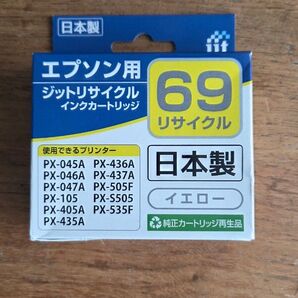 日本製
jit
エプソン用
ジットリサイクル
インクカートリッジ
69
リサイクル
使用できるプリンター
PX-045A PX-436A
PX-046A PX-437A
PX-047A PX-505F
PX-105 PX-S505
PX-405A PX-535F
PX-435A
日本製
イエロー
純正カートリッジ再生品